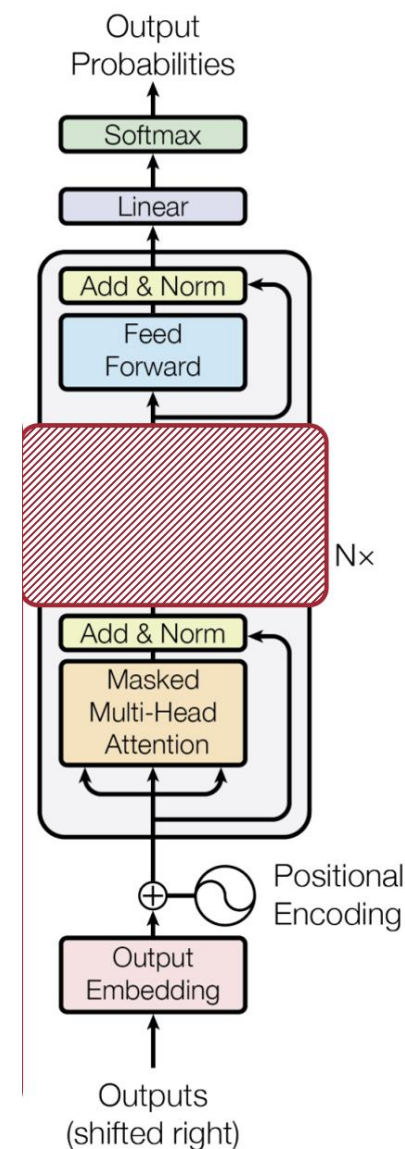 Output
Probabilities
Softmax
Linear
Add & Norm
Feed
Forward
N×
Add & Norm
Masked
Multi-Head
Attention
Positional
Encoding
Output
Embedding
Outputs
(shifted right)